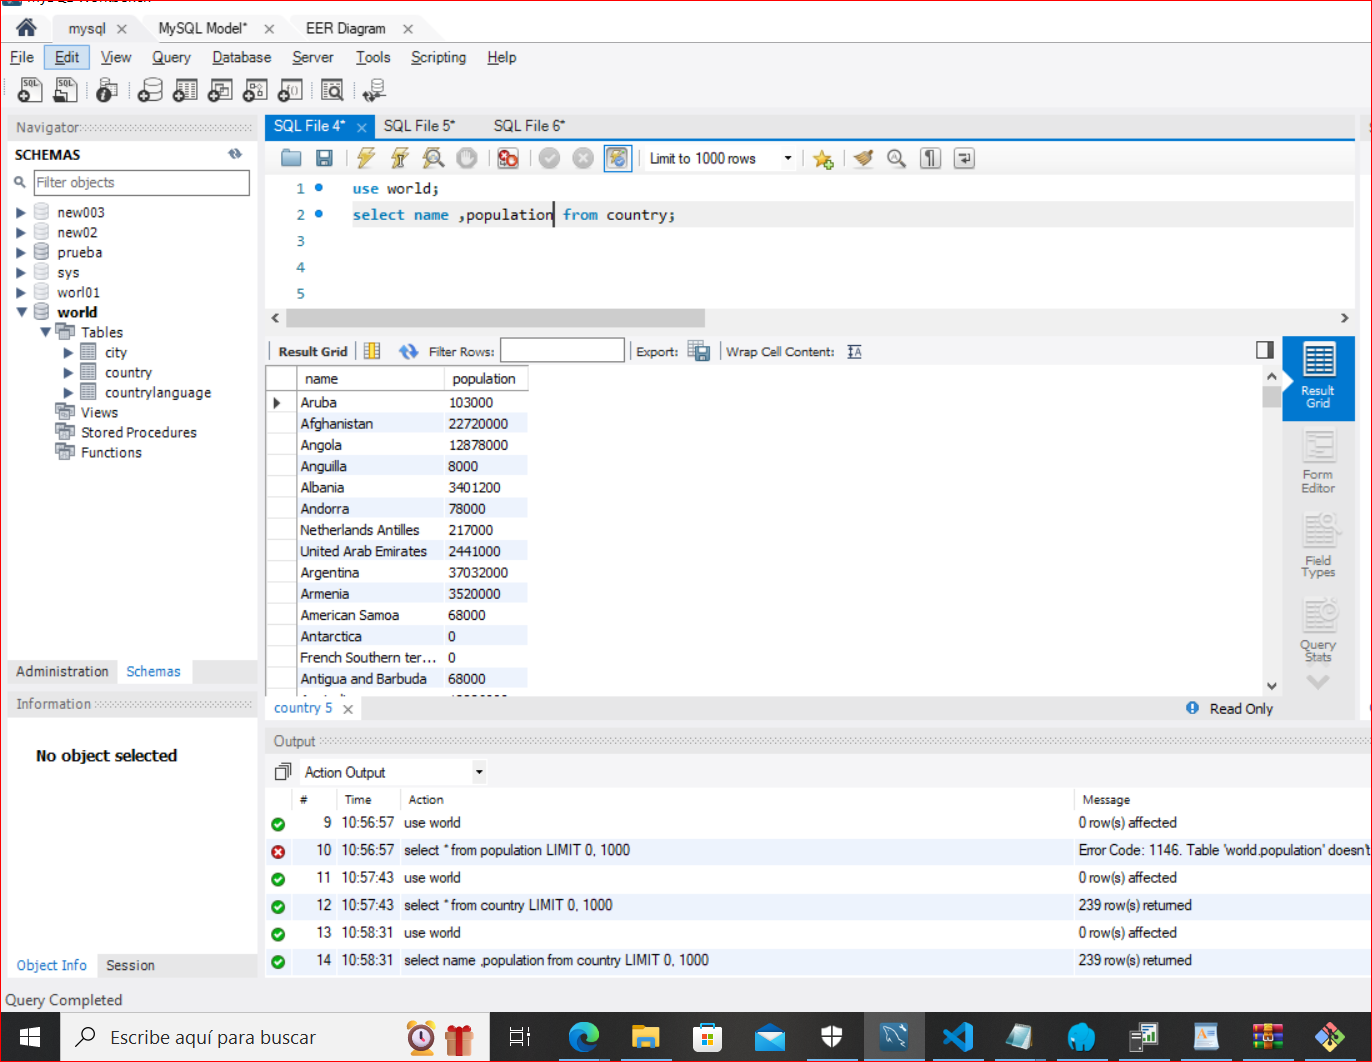 mysql
MySQL Model*
EER Diagram
File Edit View Query Database Server Tools Scripting Help
Navigator
SCHEMAS
Filter objects
new003
new02
prueba
sys
worl01
world
Tables
city
country
countrylanguage
Views
Stored Procedures
Functions
Administration Schemas
Information
No object selected
Object Info Session
SQL File 4* SQL File 5* SQL File 6*
Limit to 1000 rows
1 use world;
2 select name ,population from country;
3
4
5
Result Grid Filter Rows: Export: Wrap Cell Content:
name population
Aruba 103000
Afghanistan 22720000
Angola 12878000
Anguilla 8000
Albania 3401200
Andorra 78000
Netherlands Antilles 217000
United Arab Emirates 2441000
Argentina 37032000
Armenia 3520000
American Samoa 68000
Antarctica 0
French Southern ter... 0
Antigua and Barbuda 68000
Result Grid
Form Editor
Field Types
Query Stats
country 5
Read Only
Output
Action Output
# Time Action Message
9 10:56:57 use world 0 row(s) affected
10 10:56:57 select * from population LIMIT 0, 1000 Error Code: 1146. Table 'world.population' doesn't
11 10:57:43 use world 0 row(s) affected
12 10:57:43 select * from country LIMIT 0, 1000 239 row(s) returned
13 10:58:31 use world 0 row(s) affected
14 10:58:31 select name ,population from country LIMIT 0, 1000 239 row(s) returned
Query Completed
Escribe aquí para buscar